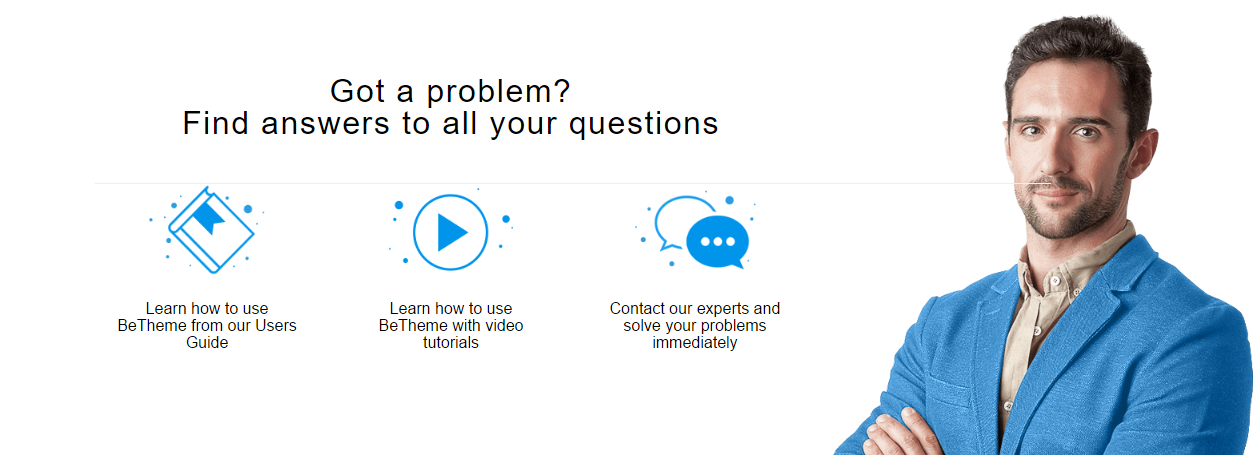 Got a problem?
Find answers to all your questions
Learn how to use
BeTheme from our Users
Guide
Learn how to use
BeTheme with video
tutorials
Contact our experts and
solve your problems
immediately